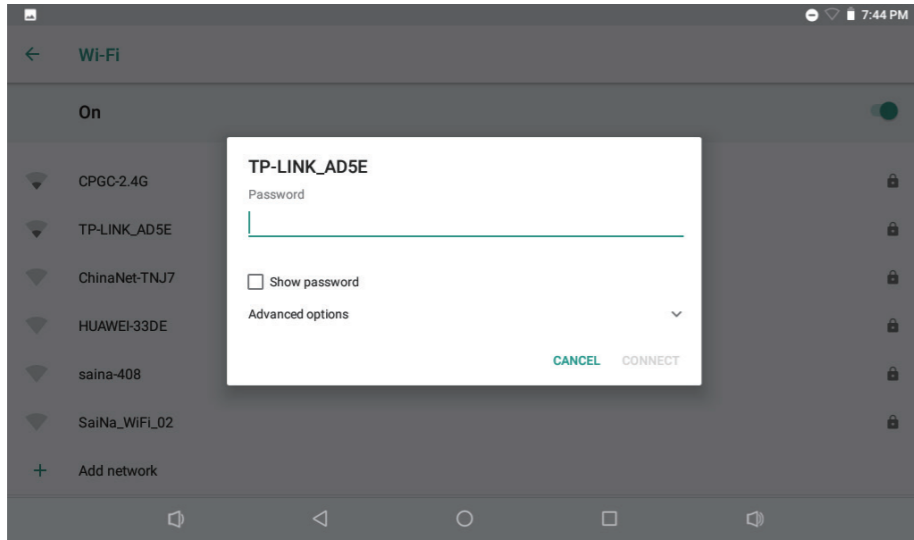 7:44 PM
Wi-Fi
On
CPGC-2.4G
TP-LINK_AD5E
ChinaNet-TNJ7
HUAWEI-33DE
saina-408
SaiNa_WiFi_02
Add network
TP-LINK_AD5E
Password
Show password
Advanced options
CANCEL CONNECT